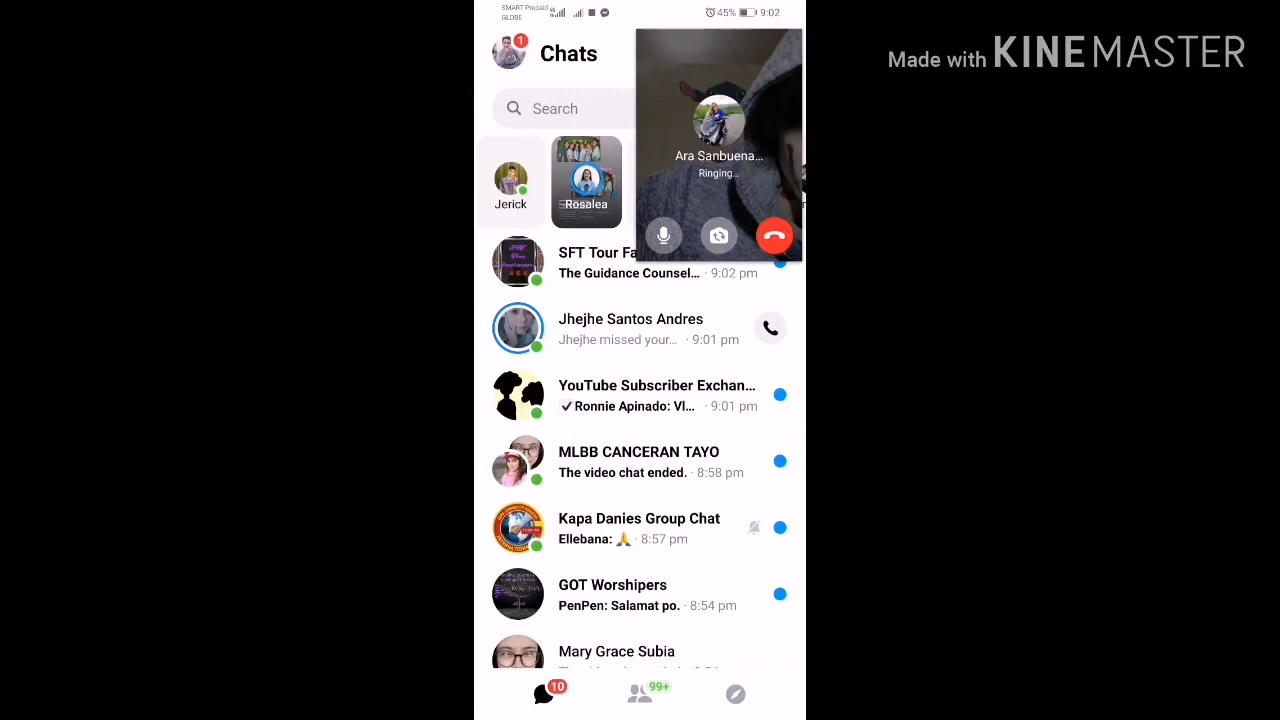 SMART Prepaid
GLOBE
45% 9:02
1
Chats
Made with KINEMASTER
Search
Ara Sanbuena...
Ringing...
Jerick
Rosalea
SFT Tour Fa
The Guidance Counsel... · 9:02 pm
Jhejhe Santos Andres
Jhejhe missed your... · 9:01 pm
YouTube Subscriber Exchan...
✔Ronnie Apinado: Vl... · 9:01 pm
MLBB CANCERAN TAYO
The video chat ended. · 8:58 pm
Kapa Danies Group Chat
Ellebana: 🙏 · 8:57 pm
GOT Worshipers
PenPen: Salamat po. · 8:54 pm
Mary Grace Subia
10
99+